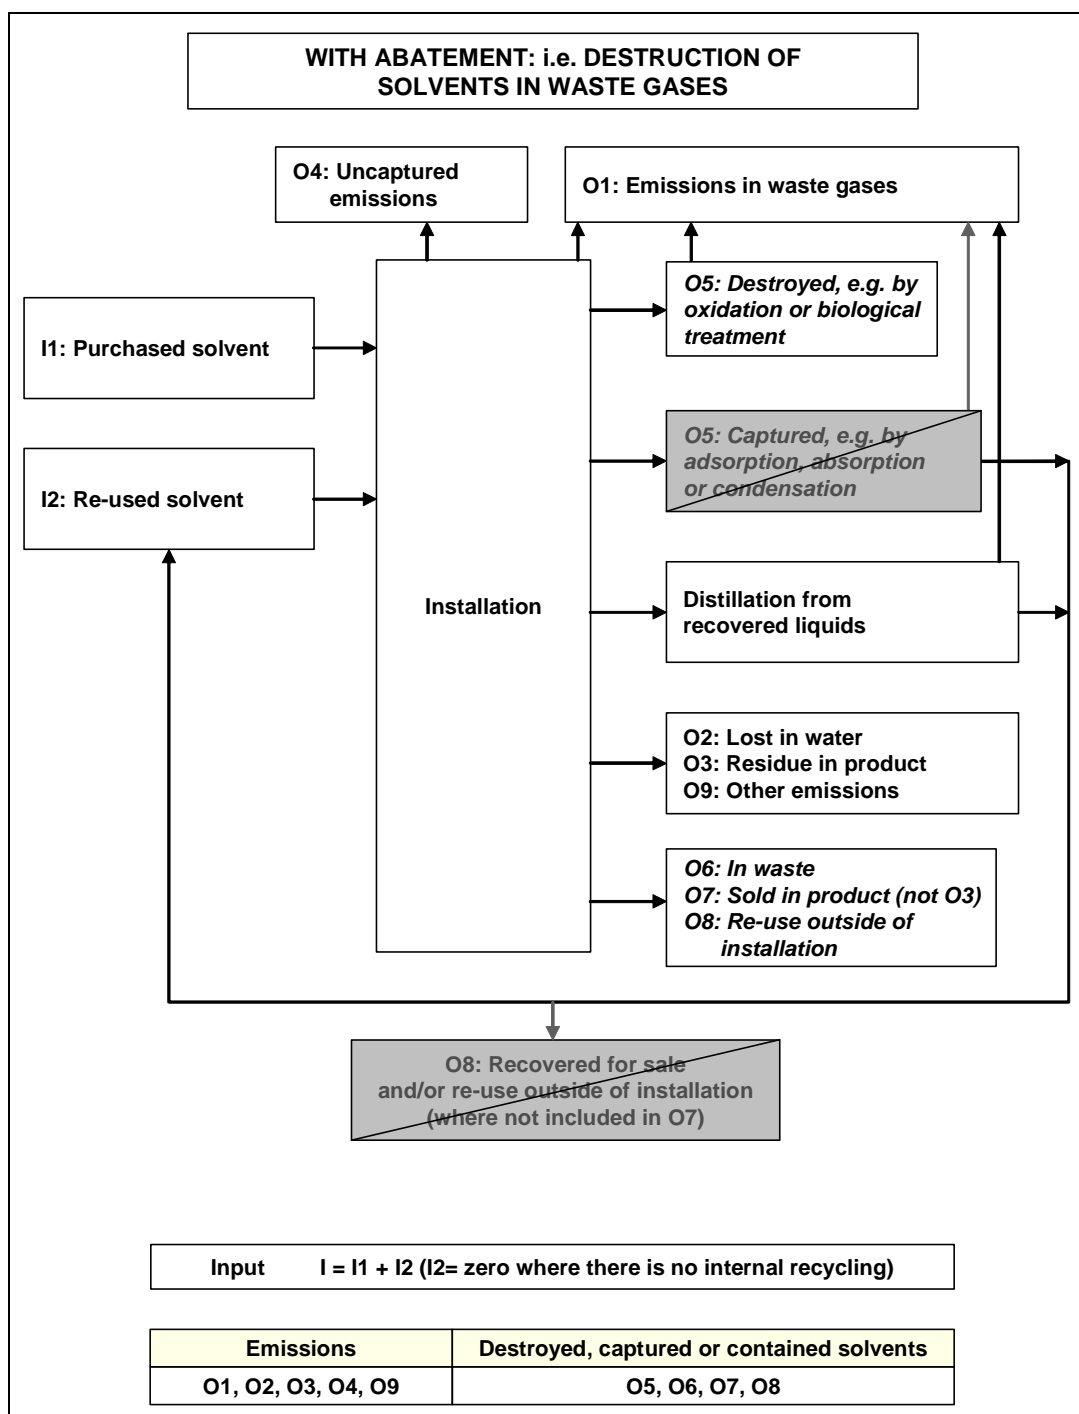 WITH ABATEMENT: i.e. DESTRUCTION OF
SOLVENTS IN WASTE GASES
O4: Uncaptured
emissions
O1: Emissions in waste gases
O5: Destroyed, e.g. by
oxidation or biological
treatment
I1: Purchased solvent
O5: Captured, e.g. by
adsorption, absorption
or condensation
I2: Re-used solvent
Installation
Distillation from
recovered liquids
O2: Lost in water
O3: Residue in product
O9: Other emissions
O6: In waste
O7: Sold in product (not O3)
O8: Re-use outside of
installation
O8: Recovered for sale
and/or re-use outside of installation
(where not included in O7)
Input I = I1 + I2 (I2= zero where there is no internal recycling)
Emissions Destroyed, captured or contained solvents
O1, O2, O3, O4, O9 O5, O6, O7, O8